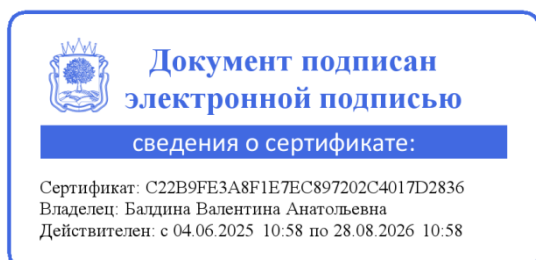 Документ подписан
электронной подписью
сведения о сертификате:
Сертификат: C22B9FE3A8F1E7EC897202C4017D2836
Владелец: Балдина Валентина Анатольевна
Действителен: с 04.06.2025 10:58 по 28.08.2026 10:58